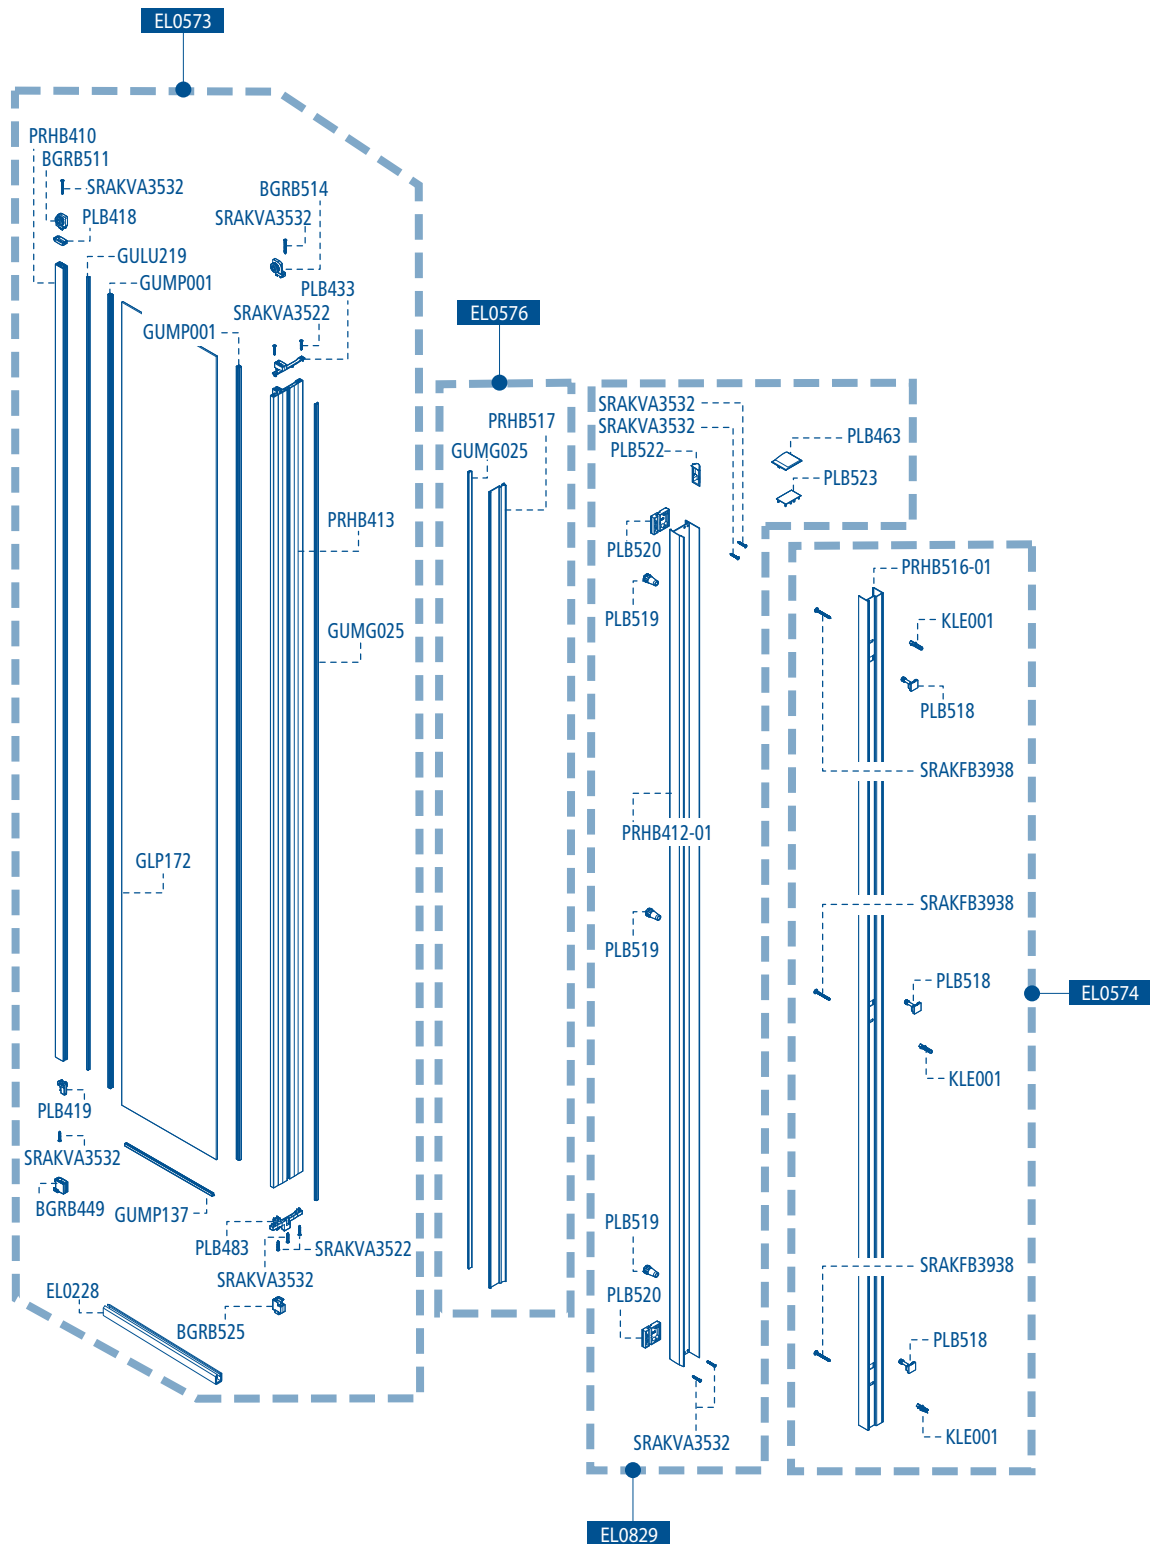 EL0573
PRHB410
BGRB511
SRAKVA3532
PLB418
GULU219
GUMP001
GUMP001
BGRB514
SRAKVA3532
PLB433
SRAKVA3522
PRHB413
GUMG025
GLP172
PLB419
SRAKVA3532
BGRB449
GUMP137
PLB483
SRAKVA3522
SRAKVA3532
EL0228
BGRB525
EL0576
PRHB517
GUMG025
SRAKVA3532
SRAKVA3532
PLB522
PLB463
PLB523
PLB520
PLB519
PRHB412-01
PLB519
PLB519
PLB520
SRAKVA3532
EL0829
PRHB516-01
KLE001
PLB518
SRAKFB3938
SRAKFB3938
PLB518
EL0574
KLE001
SRAKFB3938
PLB518
KLE001